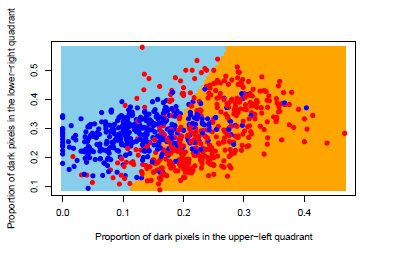 Proportion of dark pixels in the lower−right quadrant
0.5
0.4
0.3
0.2
0.1
0.0 0.1 0.2 0.3 0.4
Proportion of dark pixels in the upper−left quadrant